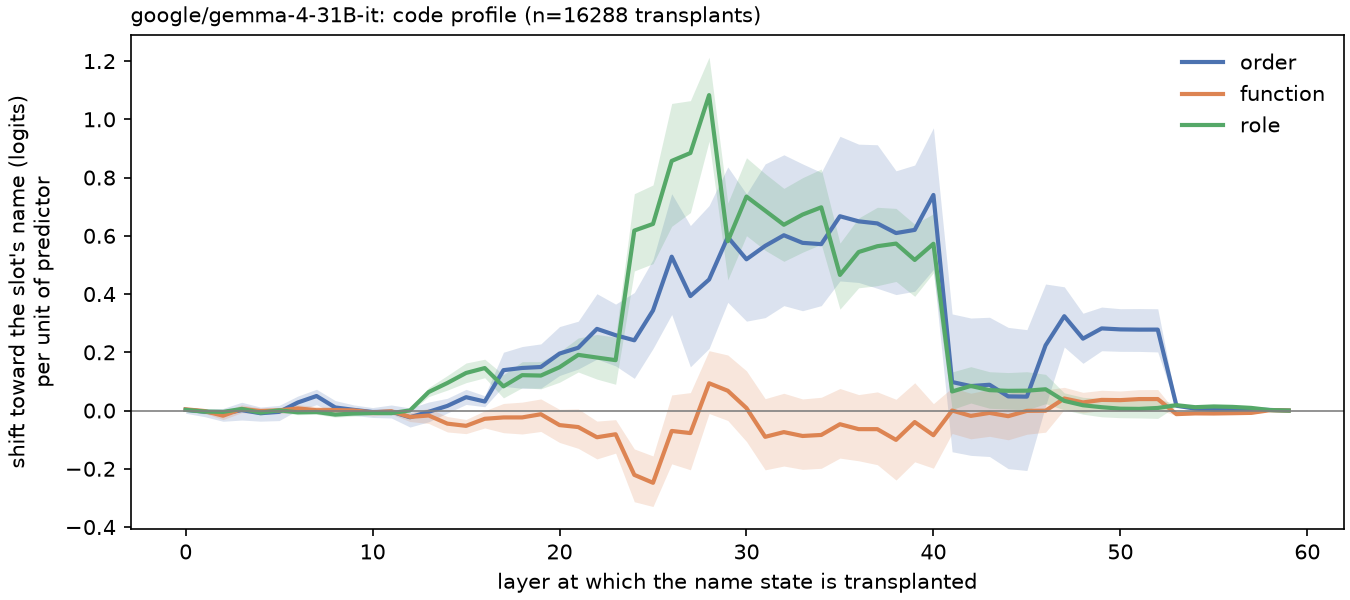 google/gemma-4-31B-it: code profile (n=16288 transplants)
shift toward the slot's name (logits)
per unit of predictor
1.2
1.0
0.8
0.6
0.4
0.2
0.0
−0.2
−0.4
order
function
role
0 10 20 30 40 50 60
layer at which the name state is transplanted